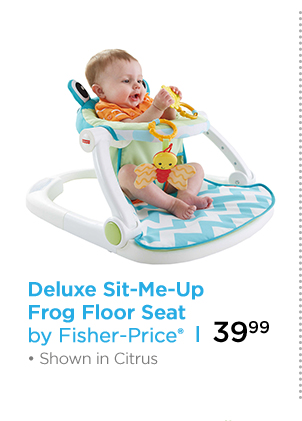 Deluxe Sit-Me-Up
Frog Floor Seat
by Fisher-Price® | 39⁹⁹
• Shown in Citrus